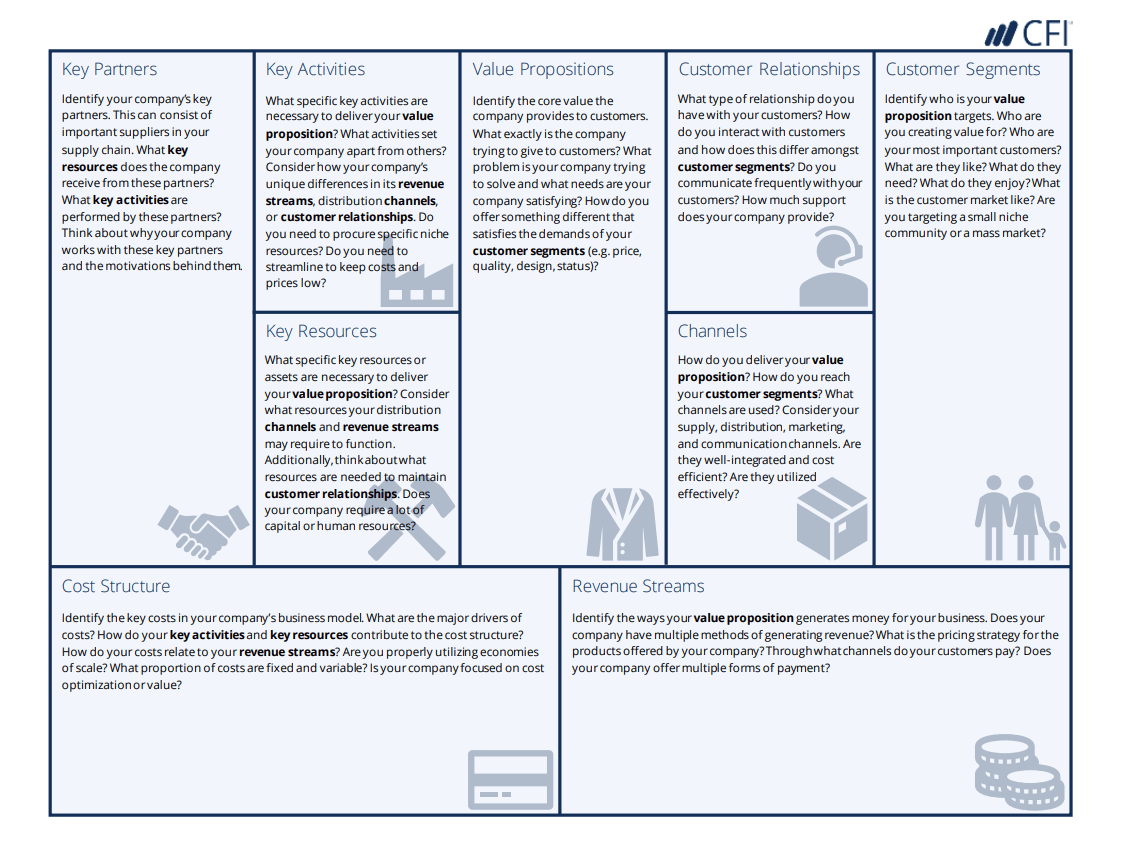 CFI
Key Partners
Identify your company's key
partners. This can consist of
important suppliers in your
supply chain. What key
resources does the company
receive from these partners?
What key activities are
performed by these partners?
Think about why your company
works with these key partners
and the motivations behind them.
Key Activities
What specific key activities are
necessary to deliver your value
proposition? What activities set
your company apart from others?
Consider how your company's
unique differences in its revenue
streams, distribution channels,
or customer relationships. Do
you need to procure specific niche
resources? Do you need to
streamline to keep costs and
prices low?
Key Resources
What specific key resources or
assets are necessary to deliver
your value proposition? Consider
what resources your distribution
channels and revenue streams
may require to function.
Additionally, think about what
resources are needed to maintain
customer relationships. Does
your company require a lot of
capital or human resources?
Value Propositions
Identify the core value the
company provides to customers.
What exactly is the company
trying to give to customers? What
problem is your company trying
to solve and what needs are your
company satisfying? How do you
offer something different that
satisfies the demands of your
customer segments (e.g. price,
quality, design, status)?
Customer Relationships
What type of relationship do you
have with your customers? How
do you interact with customers
and how does this differ amongst
customer segments? Do you
communicate frequently with your
customers? How much support
does your company provide?
Channels
How do you deliver your value
proposition? How do you reach
your customer segments? What
channels are used? Consider your
supply, distribution, marketing,
and communication channels. Are
they well-integrated and cost
efficient? Are they utilized
effectively?
Customer Segments
Identify who is your value
proposition targets. Who are
you creating value for? Who are
your most important customers?
What are they like? What do they
need? What do they enjoy? What
is the customer market like? Are
you targeting a small niche
community or a mass market?
Cost Structure
Identify the key costs in your company's business model. What are the major drivers of
costs? How do your key activities and key resources contribute to the cost structure?
How do your costs relate to your revenue streams? Are you properly utilizing economies
of scale? What proportion of costs are fixed and variable? Is your company focused on cost
optimization or value?
Revenue Streams
Identify the ways your value proposition generates money for your business. Does your
company have multiple methods of generating revenue? What is the pricing strategy for the
products offered by your company? Through what channels do your customers pay? Does
your company offer multiple forms of payment?